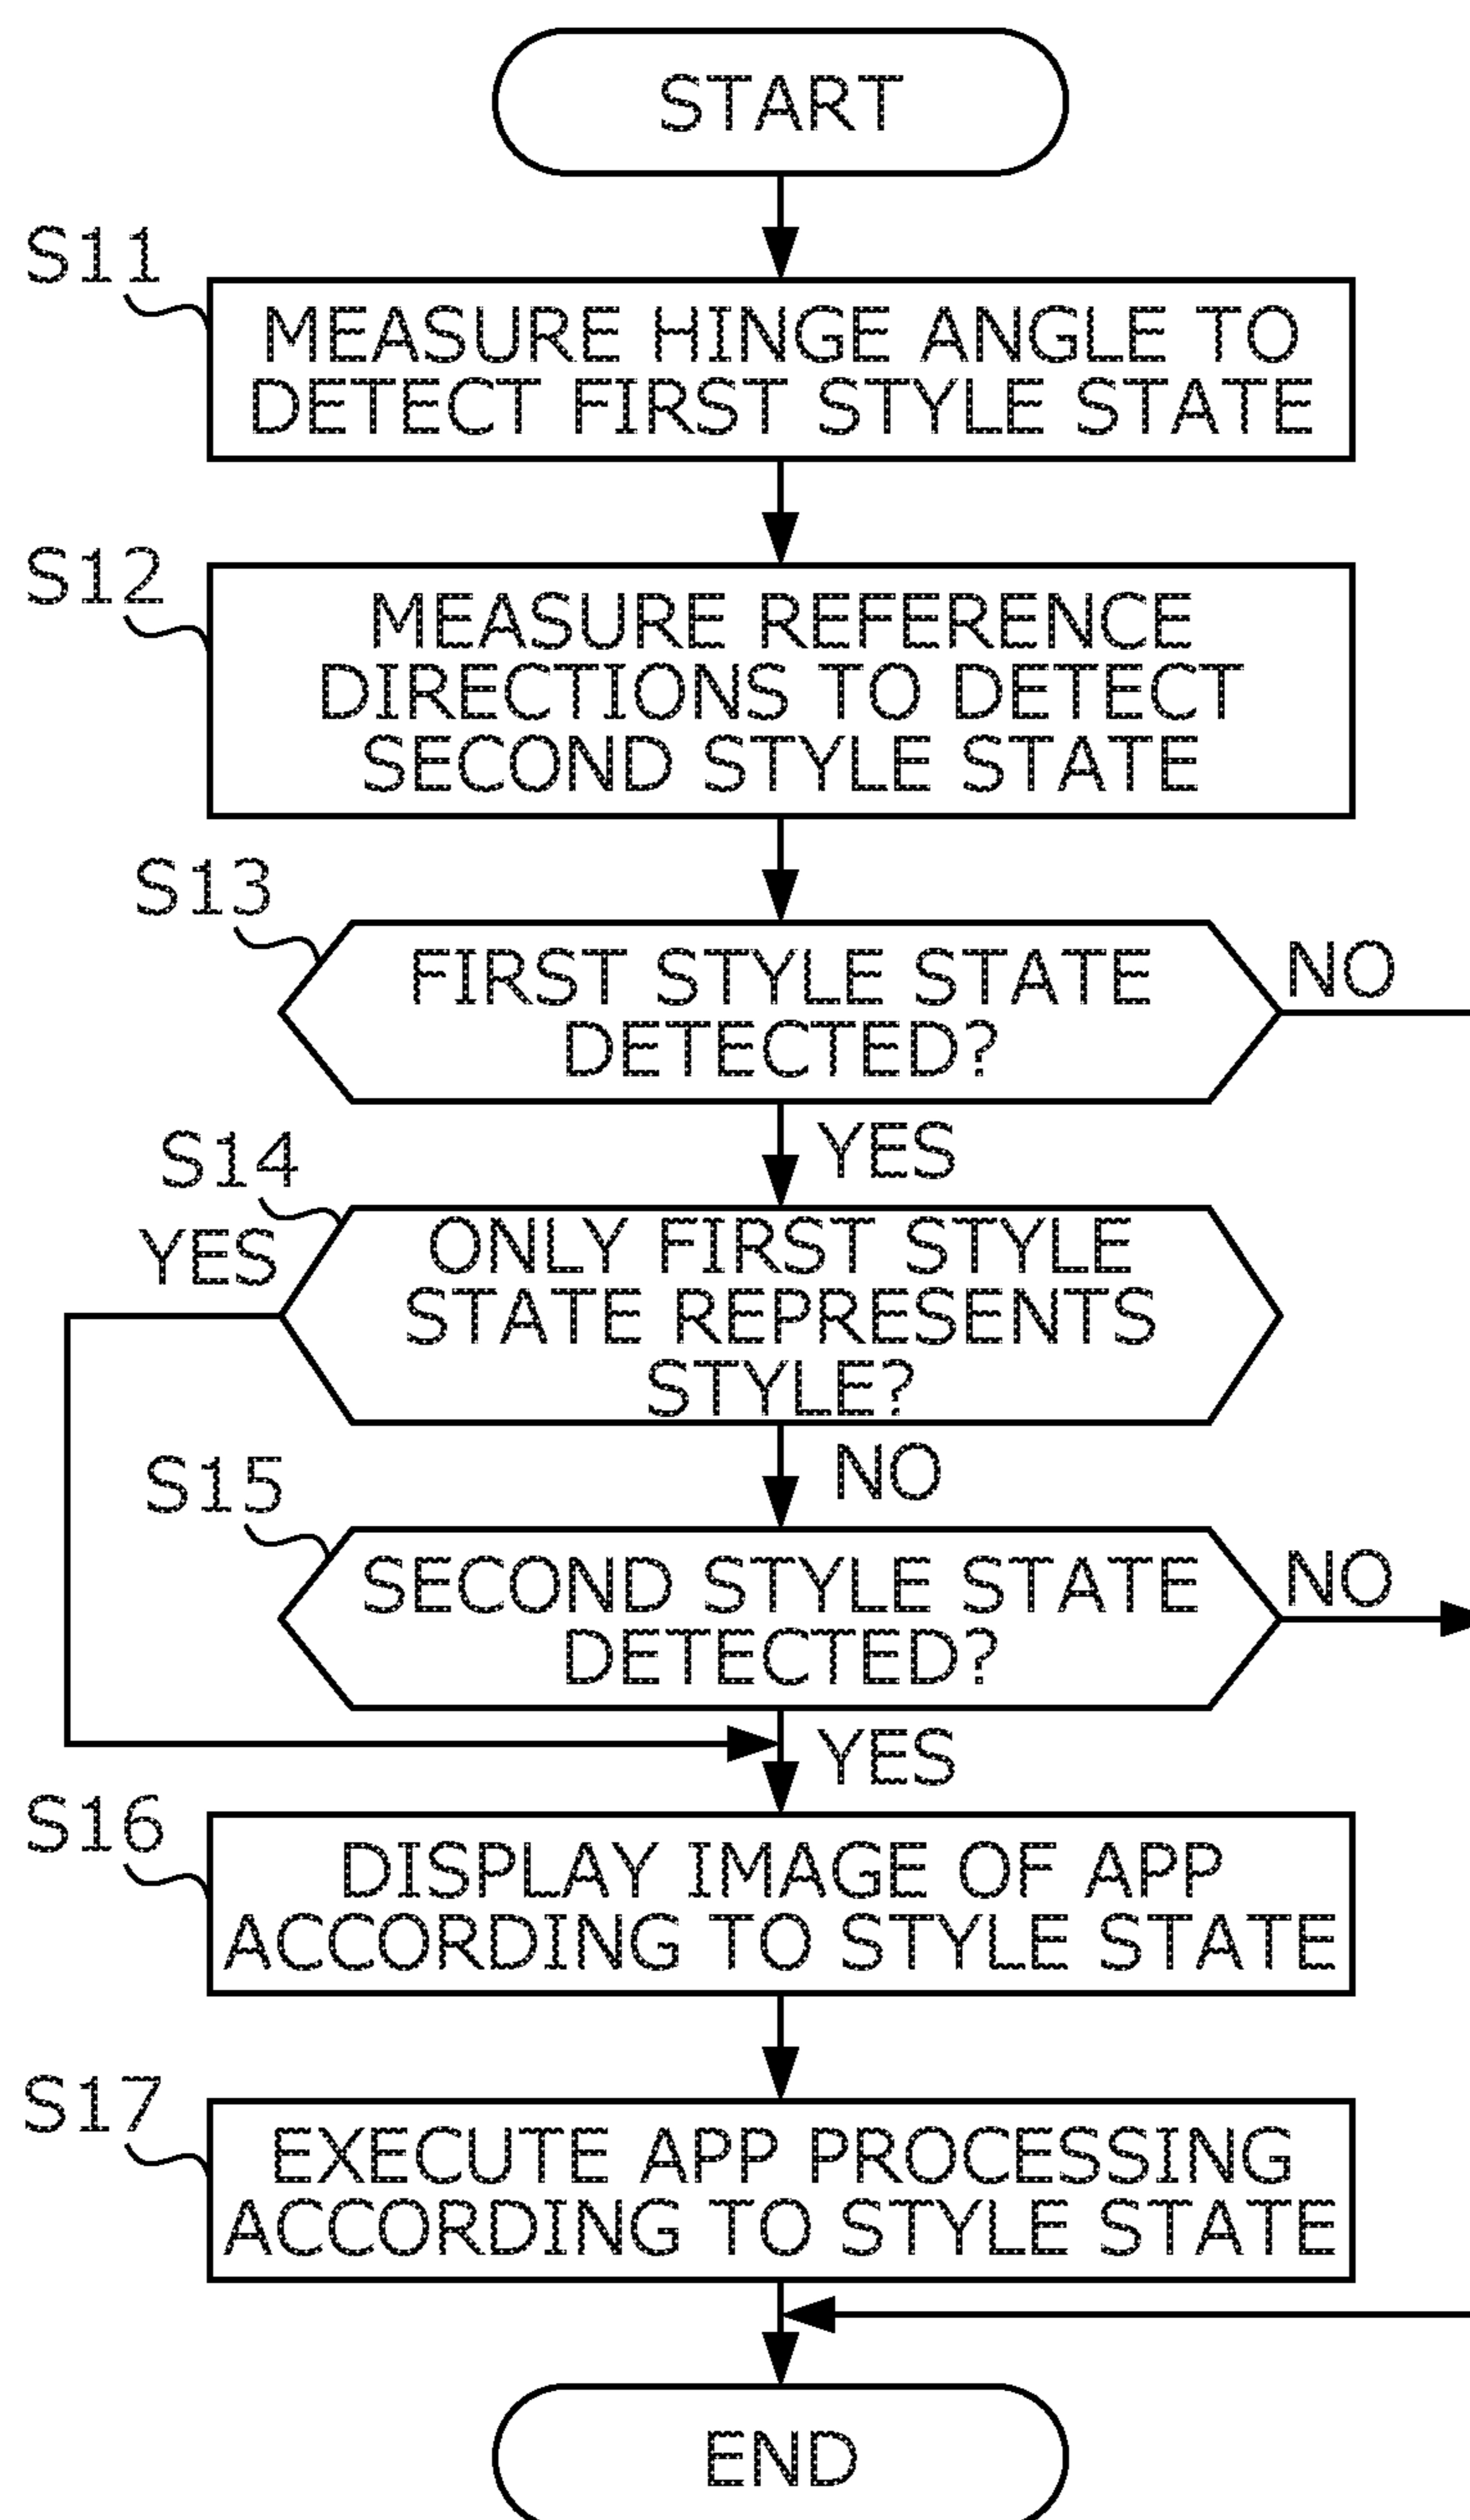 START
S11
MEASURE HINGE ANGLE TO
DETECT FIRST STYLE STATE
S12
MEASURE REFERENCE
DIRECTIONS TO DETECT
SECOND STYLE STATE
S13
FIRST STYLE STATE
DETECTED?
NO
YES
S14
YES
ONLY FIRST STYLE
STATE REPRESENTS
STYLE?
NO
S15
SECOND STYLE STATE
DETECTED?
NO
YES
S16
DISPLAY IMAGE OF APP
ACCORDING TO STYLE STATE
S17
EXECUTE APP PROCESSING
ACCORDING TO STYLE STATE
END